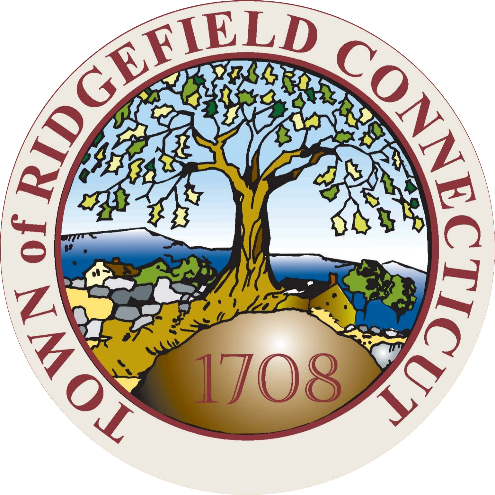 TOWN of RIDGEFIELD CONNECTICUT
1708